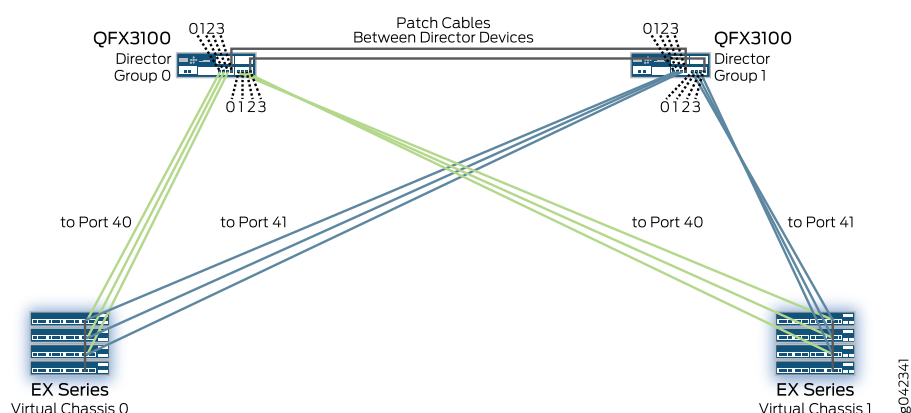 Patch Cables
Between Director Devices
0123
QFX3100
Director
Group 0
0123
0123
QFX3100
Director
Group 1
0123
to Port 40
to Port 41
to Port 40
to Port 41
EX Series
Virtual Chassis 0
EX Series
Virtual Chassis 1
g042341